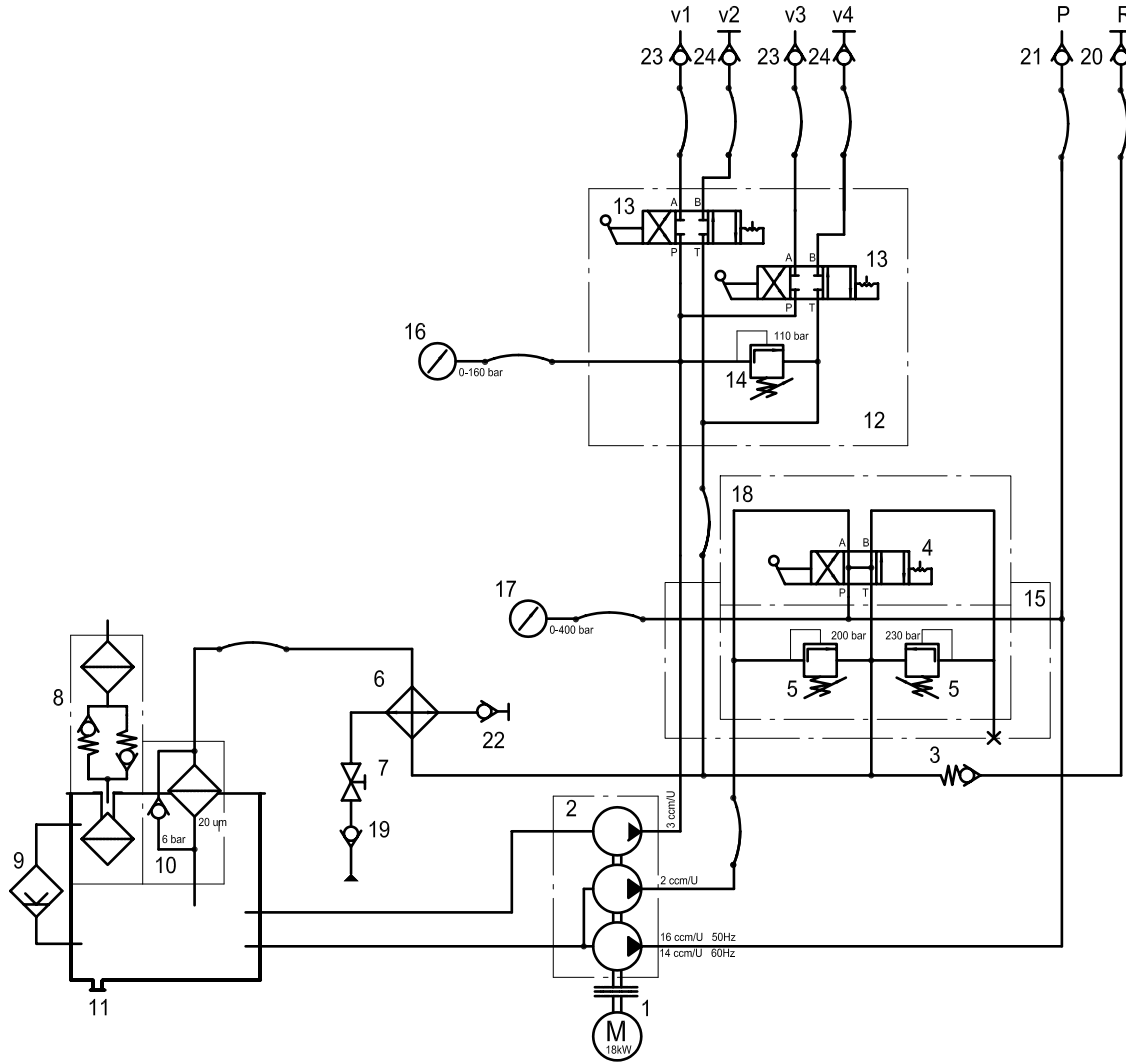 v1 v2 v3 v4 P R
23 24 23 24 21 20
13 A B
P T
A B 13
P T
16
110 bar
0-160 bar
14
12
18
A B 4
P T
17
15
0-400 bar
200 bar 230 bar
5 5
8
6
22
3
7
3 ccm/U
2
20 um
19
9
6 bar
10
2 ccm/U
16 ccm/U 50Hz
14 ccm/U 60Hz
11
1
M
18kW